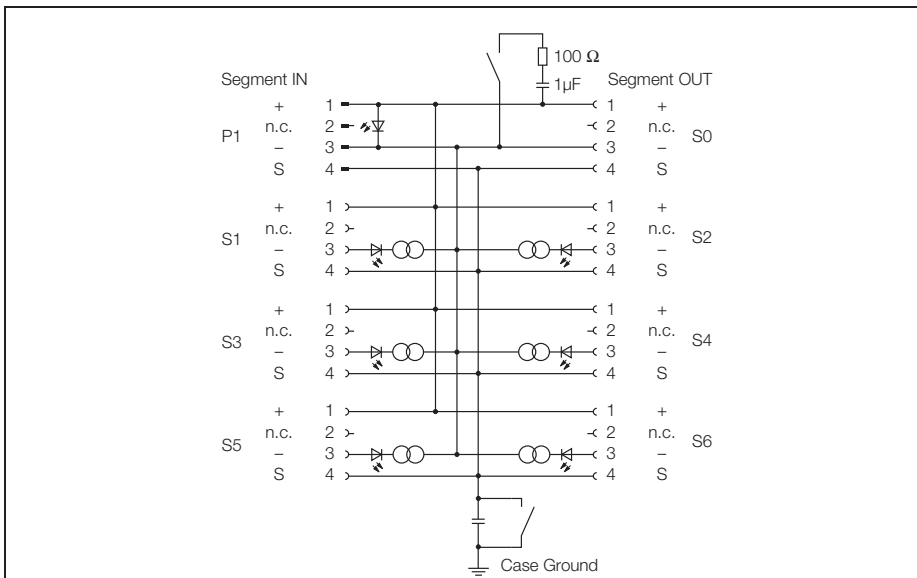 100 Ω
1µF
Segment IN Segment OUT
+ 1 1 +
n.c. 2 2 n.c.
P1 S0
– 3 3 –
S 4 4 S
+ 1 1 +
n.c. 2 2 n.c.
S1 S2
– 3 3 –
S 4 4 S
+ 1 1 +
n.c. 2 2 n.c.
S3 S4
– 3 3 –
S 4 4 S
+ 1 1 +
n.c. 2 2 n.c.
S5 S6
– 3 3 –
S 4 4 S
Case Ground